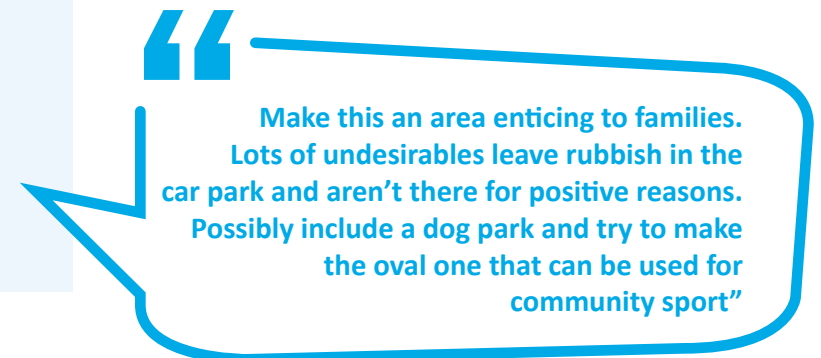 “
Make this an area enticing to families.
Lots of undesirables leave rubbish in the
car park and aren’t there for positive reasons.
Possibly include a dog park and try to make
the oval one that can be used for
community sport”